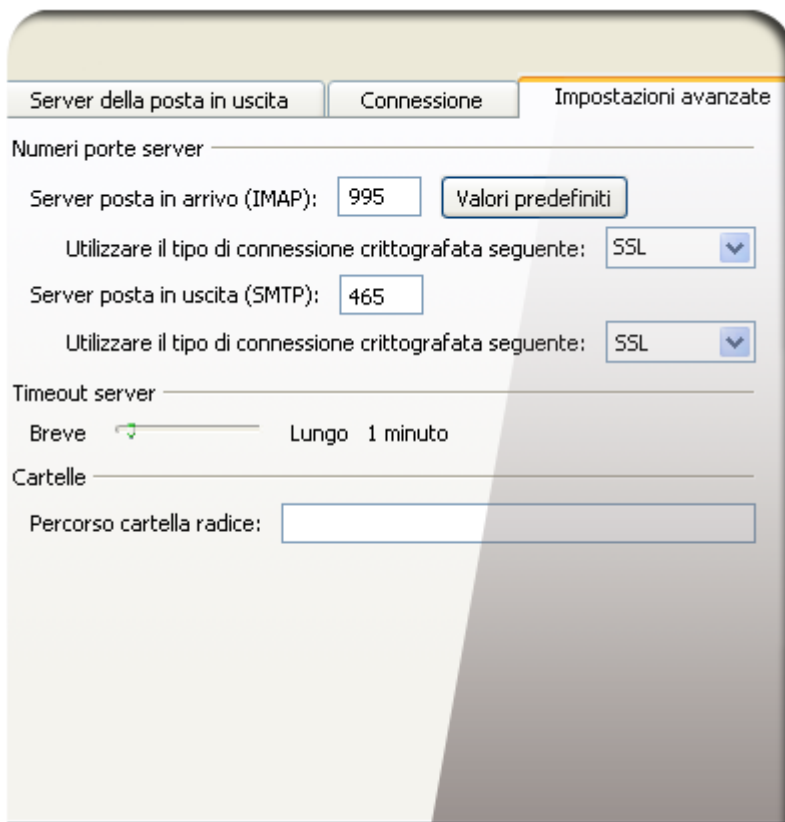 Server della posta in uscita Connessione Impostazioni avanzate
Numeri porte server
Server posta in arrivo (IMAP): 995 Valori predefiniti
Utilizzare il tipo di connessione crittografata seguente: SSL
Server posta in uscita (SMTP): 465
Utilizzare il tipo di connessione crittografata seguente: SSL
Timeout server
Breve Lungo 1 minuto
Cartelle
Percorso cartella radice: